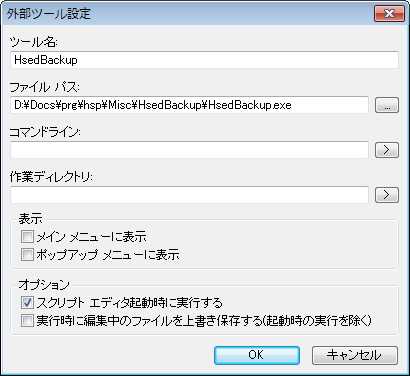 外部ツール設定
ツール名:
HsedBackup
ファイル パス:
D:¥Docs¥prg¥hsp¥Misc¥HsedBackup¥HsedBackup.exe
...
コマンドライン:
>
作業ディレクトリ:
>
表示
メイン メニューに表示
ポップアップ メニューに表示
オプション
スクリプト エディタ起動時に実行する
実行時に編集中のファイルを上書き保存する(起動時の実行を除く)
OK
キャンセル